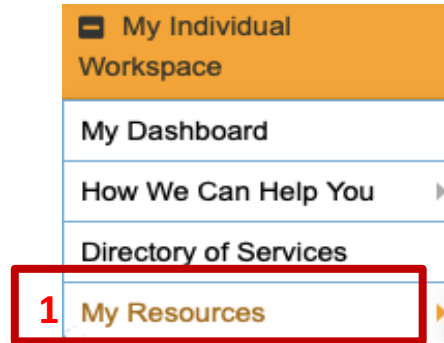 My Individual
Workspace
My Dashboard
How We Can Help You
Directory of Services
1 My Resources